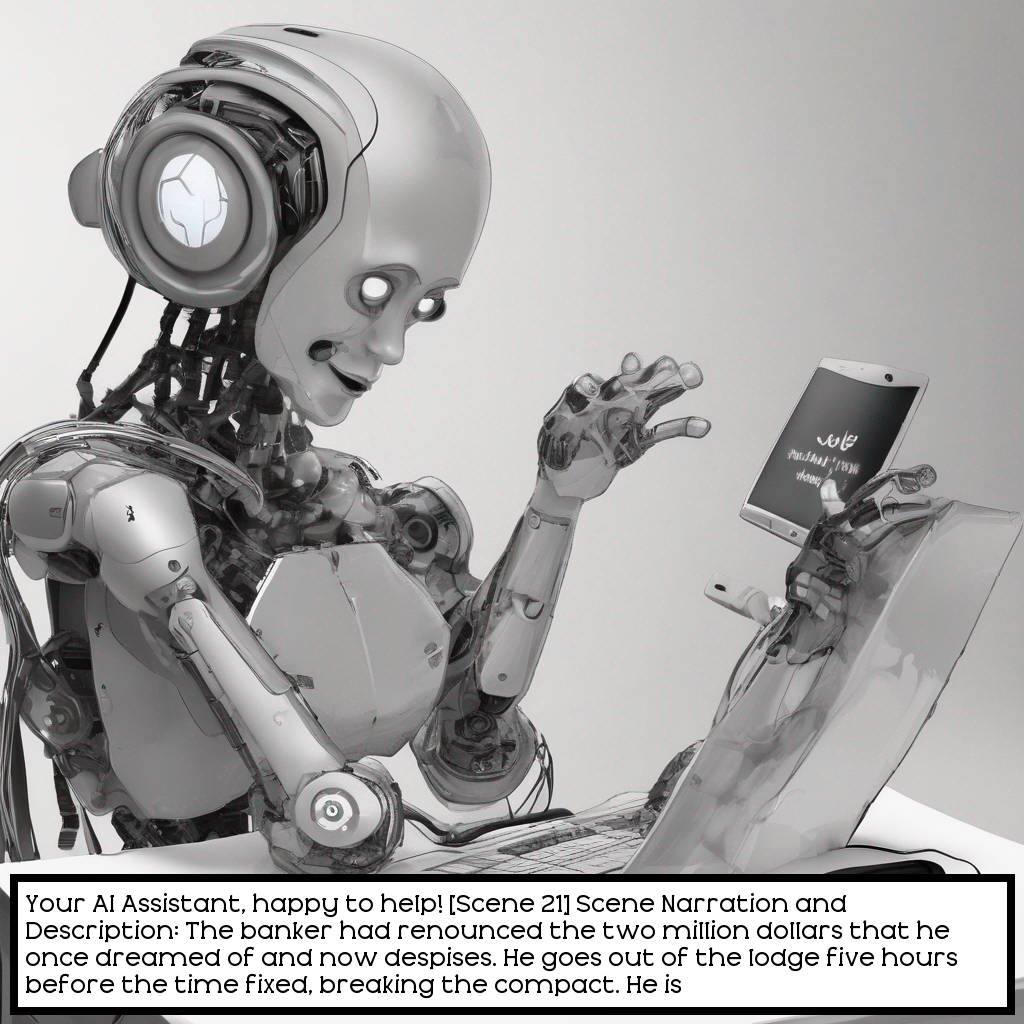 Your AI Assistant, happy to help! [Scene 21] Scene Narration and
Description: The banker had renounced the two million dollars that he
once dreamed of and now despises. He goes out of the lodge five hours
before the time fixed, breaking the compact. He is